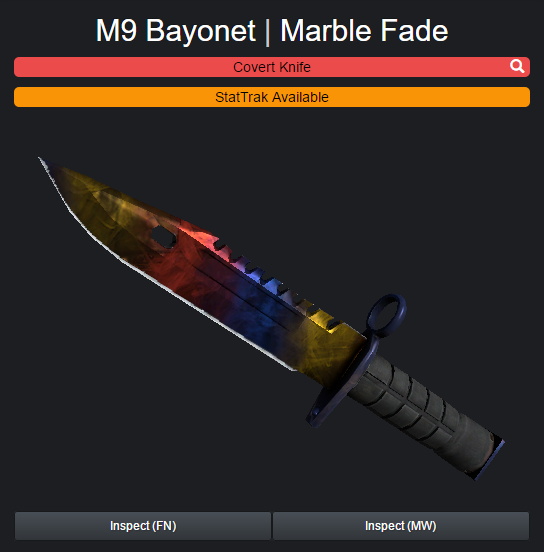 M9 Bayonet | Marble Fade
Covert Knife
StatTrak Available
Inspect (FN) Inspect (MW)